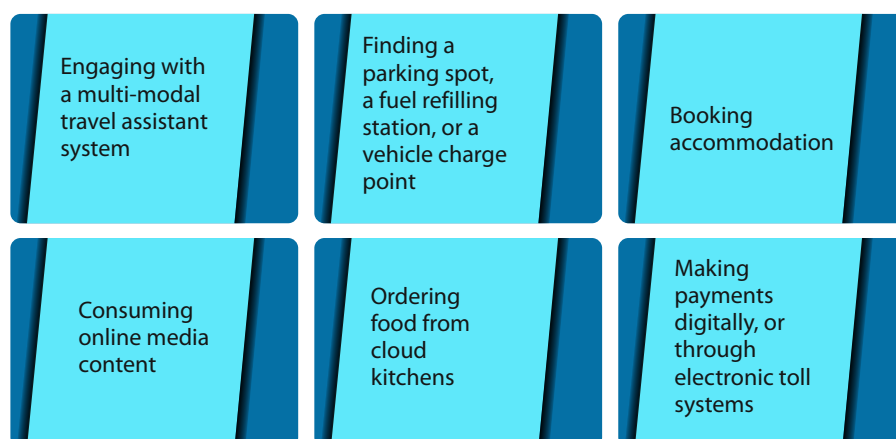 Engaging with
a multi-modal
travel assistant
system
Finding a
parking spot,
a fuel refilling
station, or a
vehicle charge
point
Booking
accommodation
Consuming
online media
content
Ordering
food from
cloud
kitchens
Making
payments
digitally, or
through
electronic toll
systems